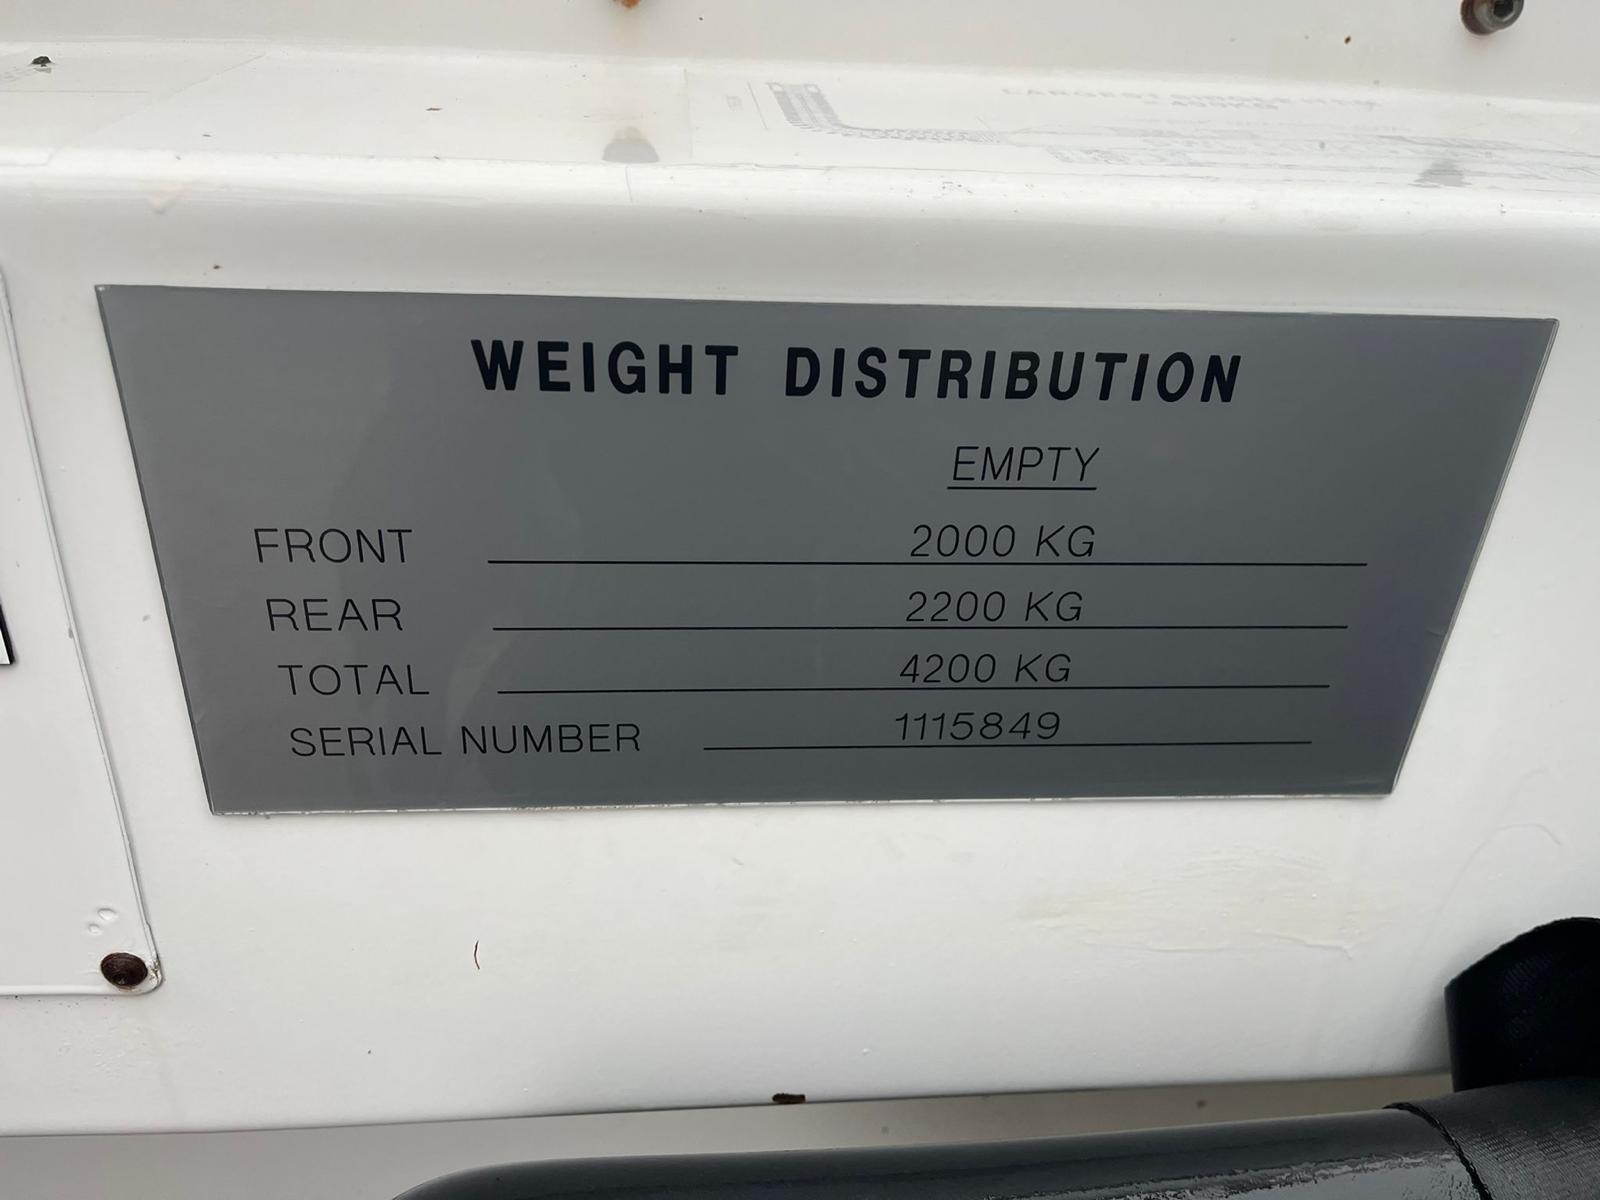 WEIGHT DISTRIBUTION
EMPTY
FRONT 2000 KG
REAR 2200 KG
TOTAL 4200 KG
SERIAL NUMBER 1115849